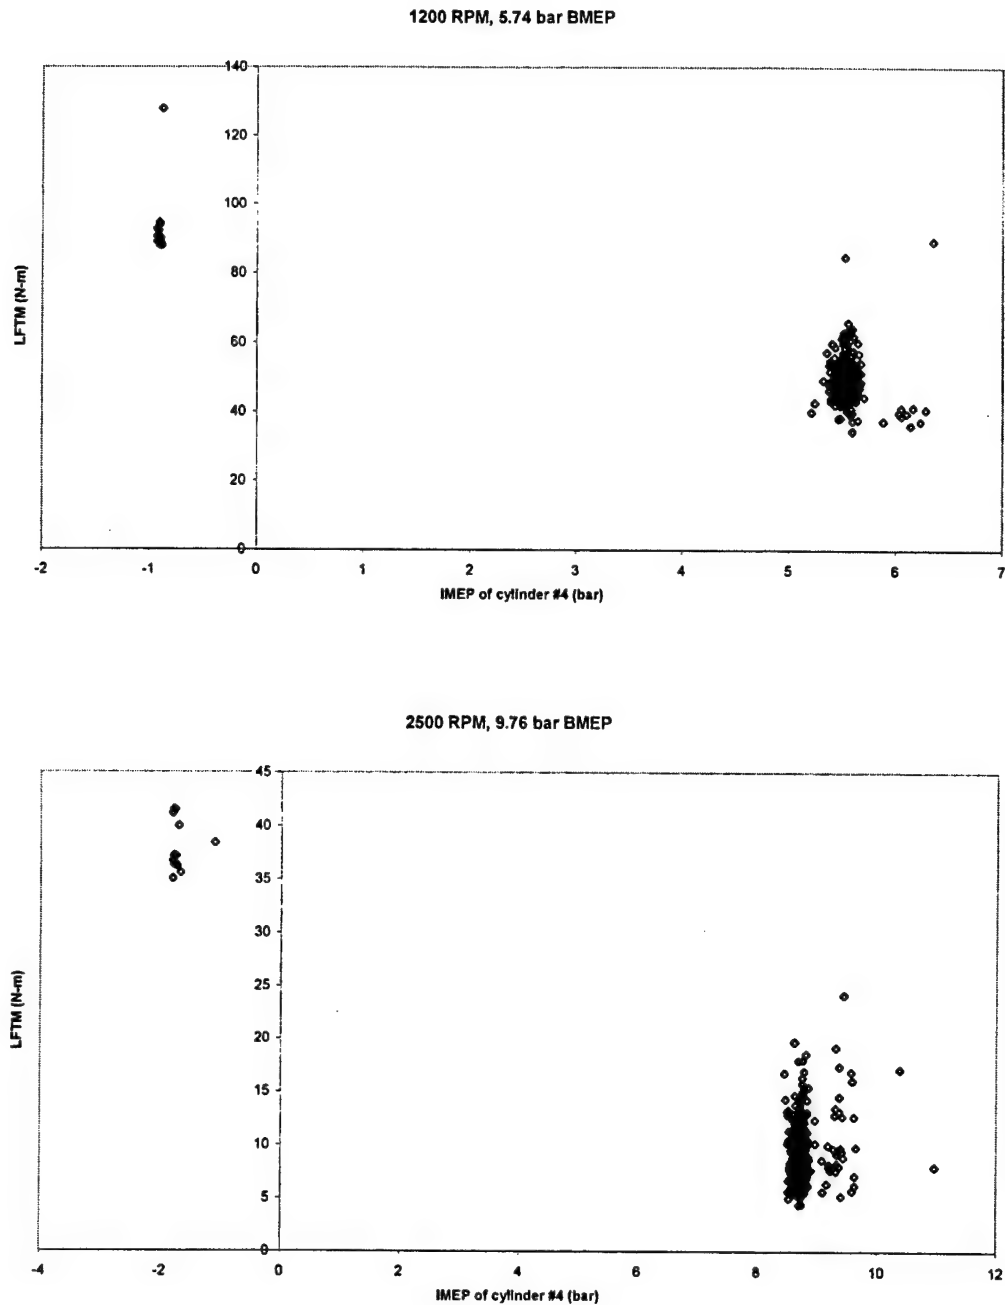 1200 RPM, 5.74 bar BMEP
140
120
100
80
60
40
20
0
LFTM (N-m)
-2 -1 0 1 2 3 4 5 6 7
IMEP of cylinder #4 (bar)
2500 RPM, 9.76 bar BMEP
45
40
35
30
25
20
15
10
5
0
LFTM (N-m)
-4 -2 0 2 4 6 8 10 12
IMEP of cylinder #4 (bar)